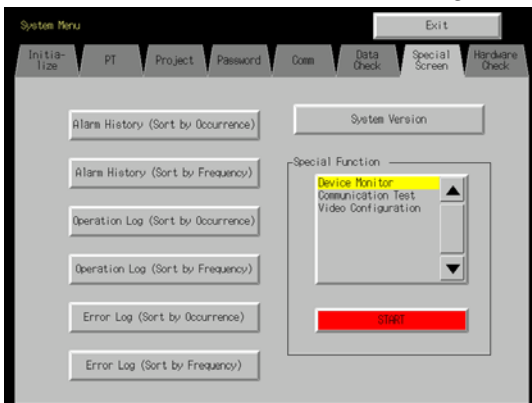 System Menu
Exit
Initia-
lize
PT
Project
Password
Comm
Data
Check
Special
Screen
Hardware
Check
Alarm History (Sort by Occurrence)
Alarm History (Sort by Frequency)
Operation Log (Sort by Occurrence)
Operation Log (Sort by Frequency)
Error Log (Sort by Occurrence)
Error Log (Sort by Frequency)
System Version
Special Function
Device Monitor
Communication Test
Video Configuration
START